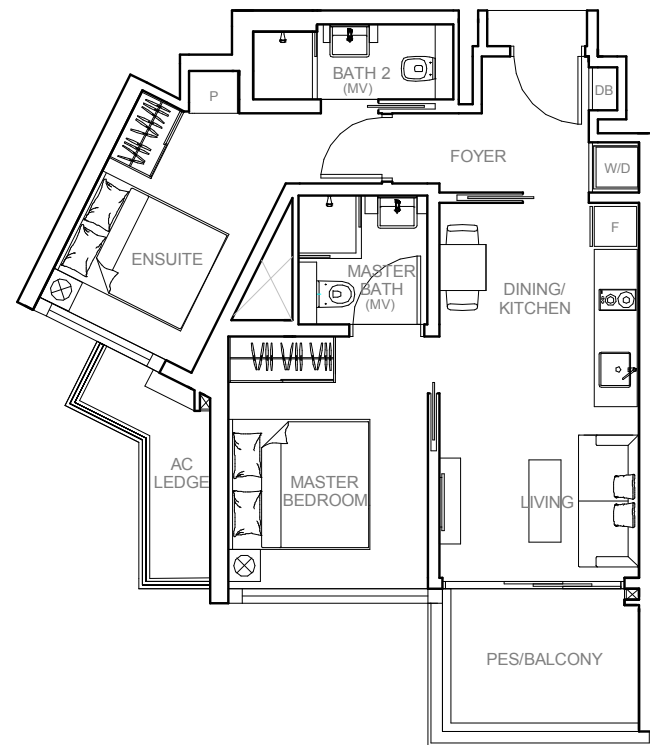 BATH 2
(MV)
P
DB
FOYER
W/D
F
ENSUITE
MASTER
BATH
(MV)
DINING/
KITCHEN
AC
LEDGE
MASTER
BEDROOM
LIVING
PES/BALCONY